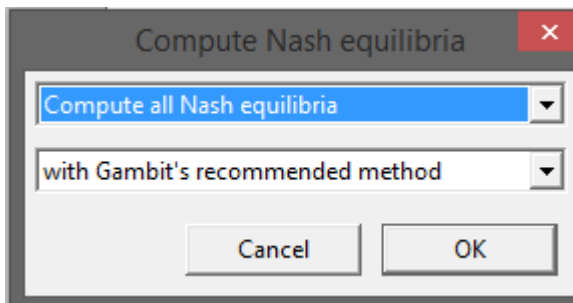 Compute Nash equilibria
Compute all Nash equilibria
with Gambit's recommended method
Cancel OK